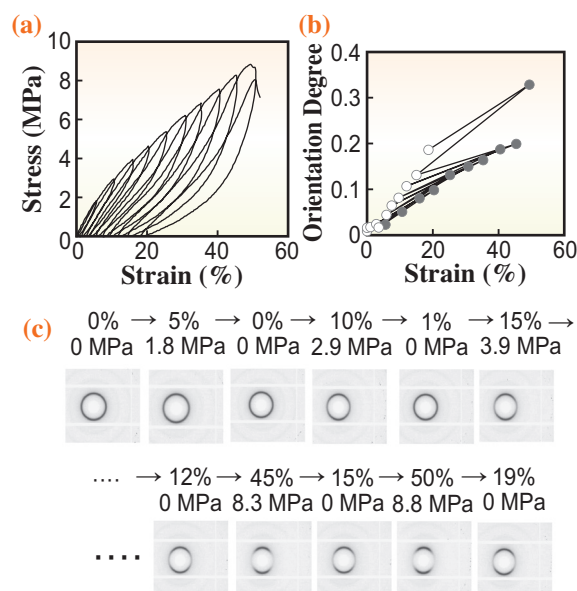 (a)
(b)
Stress (MPa)
10
8
6
4
2
0
0
20
40
60
Strain (%)
Orientation Degree
0.4
0.3
0.2
0.1
0
0
20
40
60
Strain (%)
(c)
0% → 5% → 0% → 10% → 1% → 15% →
0 MPa 1.8 MPa 0 MPa 2.9 MPa 0 MPa 3.9 MPa
···· → 12% → 45% → 15% → 50% → 19%
0 MPa 8.3 MPa 0 MPa 8.8 MPa 0 MPa
····